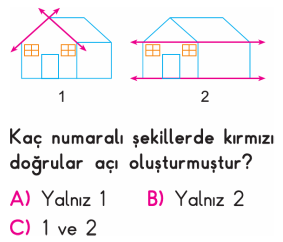 1 2
Kaç numaralı şekillerde kırmızı
doğrular açı oluşturmuştur?
A) Yalnız 1 B) Yalnız 2
C) 1 ve 2